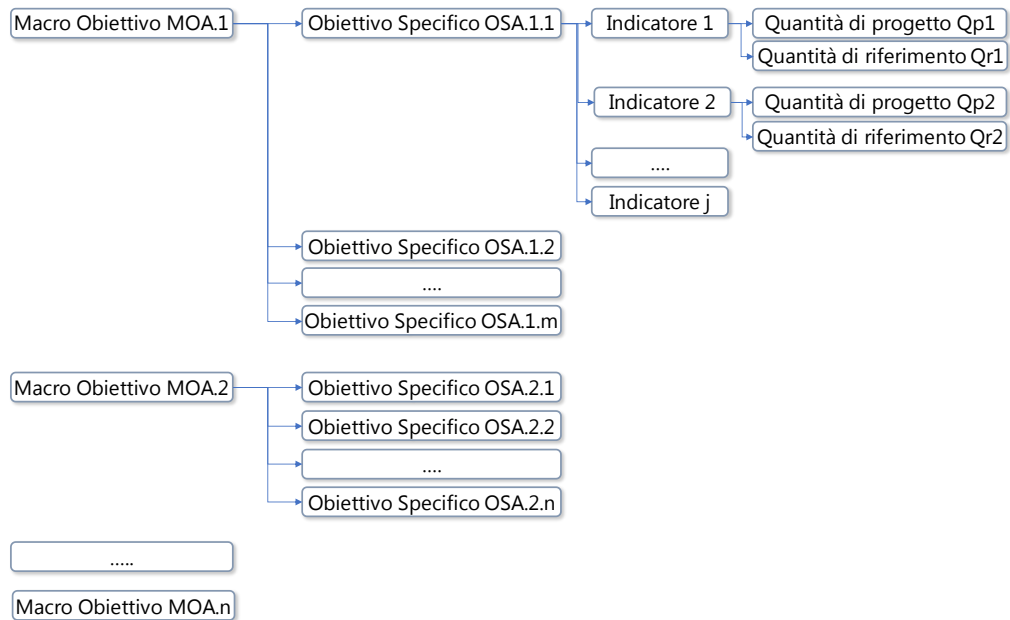 Macro Obiettivo MOA.1
Obiettivo Specifico OSA.1.1
Indicatore 1
Quantità di progetto Qp1
Quantità di riferimento Qr1
Indicatore 2
Quantità di progetto Qp2
Quantità di riferimento Qr2
....
Indicatore j
Obiettivo Specifico OSA.1.2
....
Obiettivo Specifico OSA.1.m
Macro Obiettivo MOA.2
Obiettivo Specifico OSA.2.1
Obiettivo Specifico OSA.2.2
....
Obiettivo Specifico OSA.2.n
.....
Macro Obiettivo MOA.n